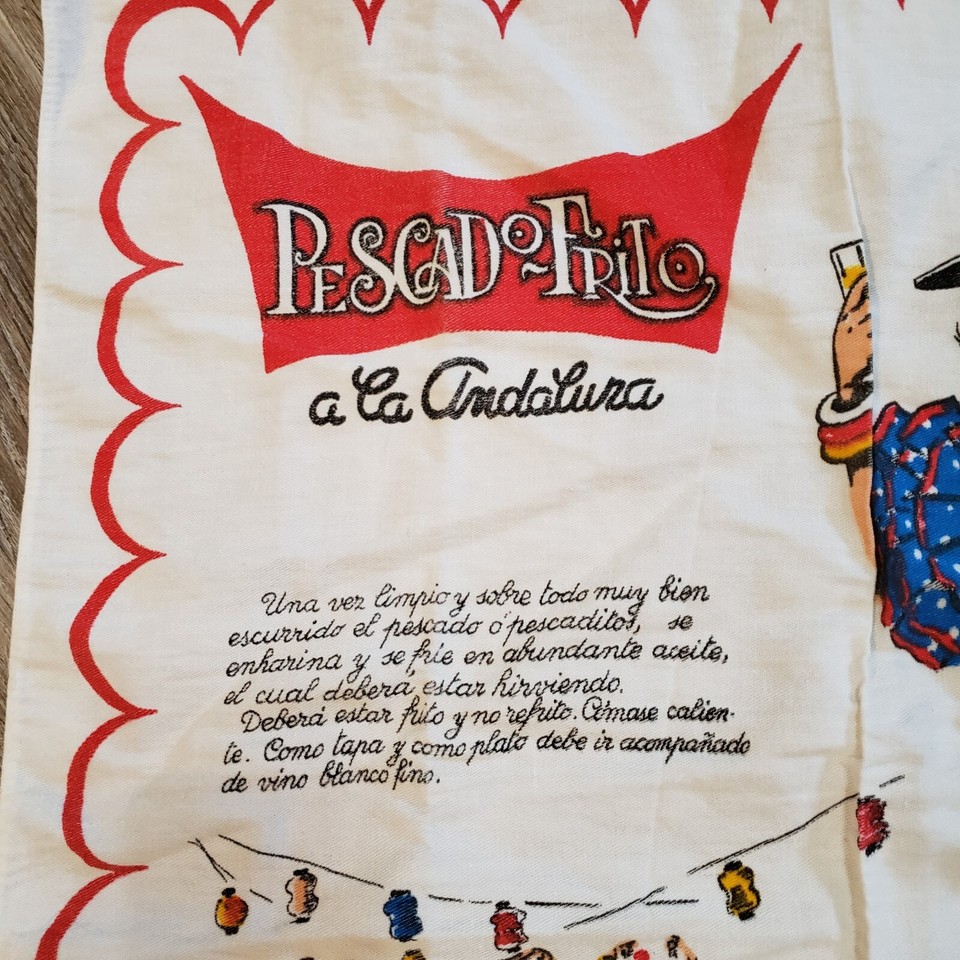 PESCADO-FRITO
a la Andaluza
Una vez limpio y sobre todo muy bien
escurrido el pescado ó pescaditos, se
enharina y se frie en abundante aceite,
el cual deberá estar hirviendo.
Deberá estar frito y no refrito. Cómase calien-
te. Como tapa y como plato debe ir acompañado
de vino blanco fino.